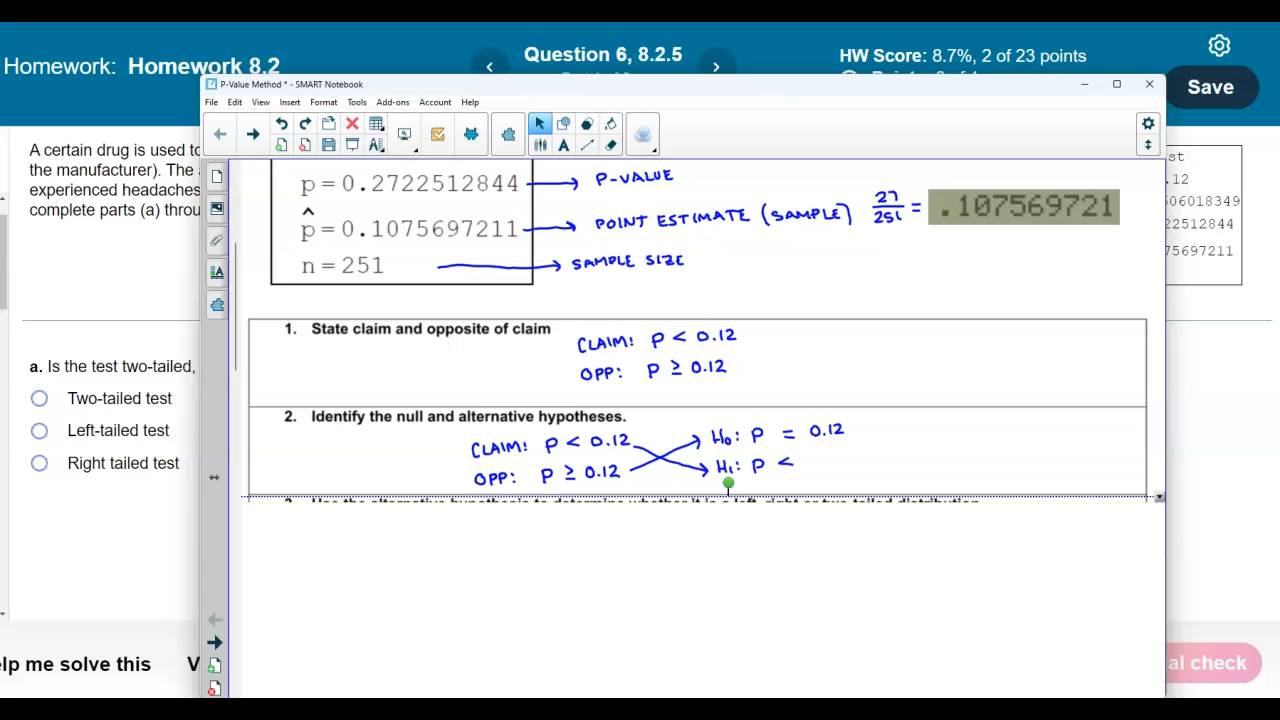 Homework: Homework 8.2
Question 6, 8.2.5
HW Score: 8.7%, 2 of 23 points
Save
P-Value Method * - SMART Notebook
File Edit View Insert Format Tools Add-ons Account Help
A certain drug is used to
the manufacturer). The
experienced headaches
complete parts (a) throu
a. Is the test two-tailed,
Two-tailed test
Left-tailed test
Right tailed test
p = 0.2722512844 P-VALUE
p̂ = 0.1075697211 POINT ESTIMATE (SAMPLE) 27/251 = .107569721
n = 251 SAMPLE SIZE
1. State claim and opposite of claim
CLAIM: P < 0.12
OPP: P ≥ 0.12
2. Identify the null and alternative hypotheses.
CLAIM: P < 0.12 H₀: P = 0.12
OPP: P ≥ 0.12 H₁: P <
st
.12
606018349
22512844
75697211
elp me solve this
V
al check